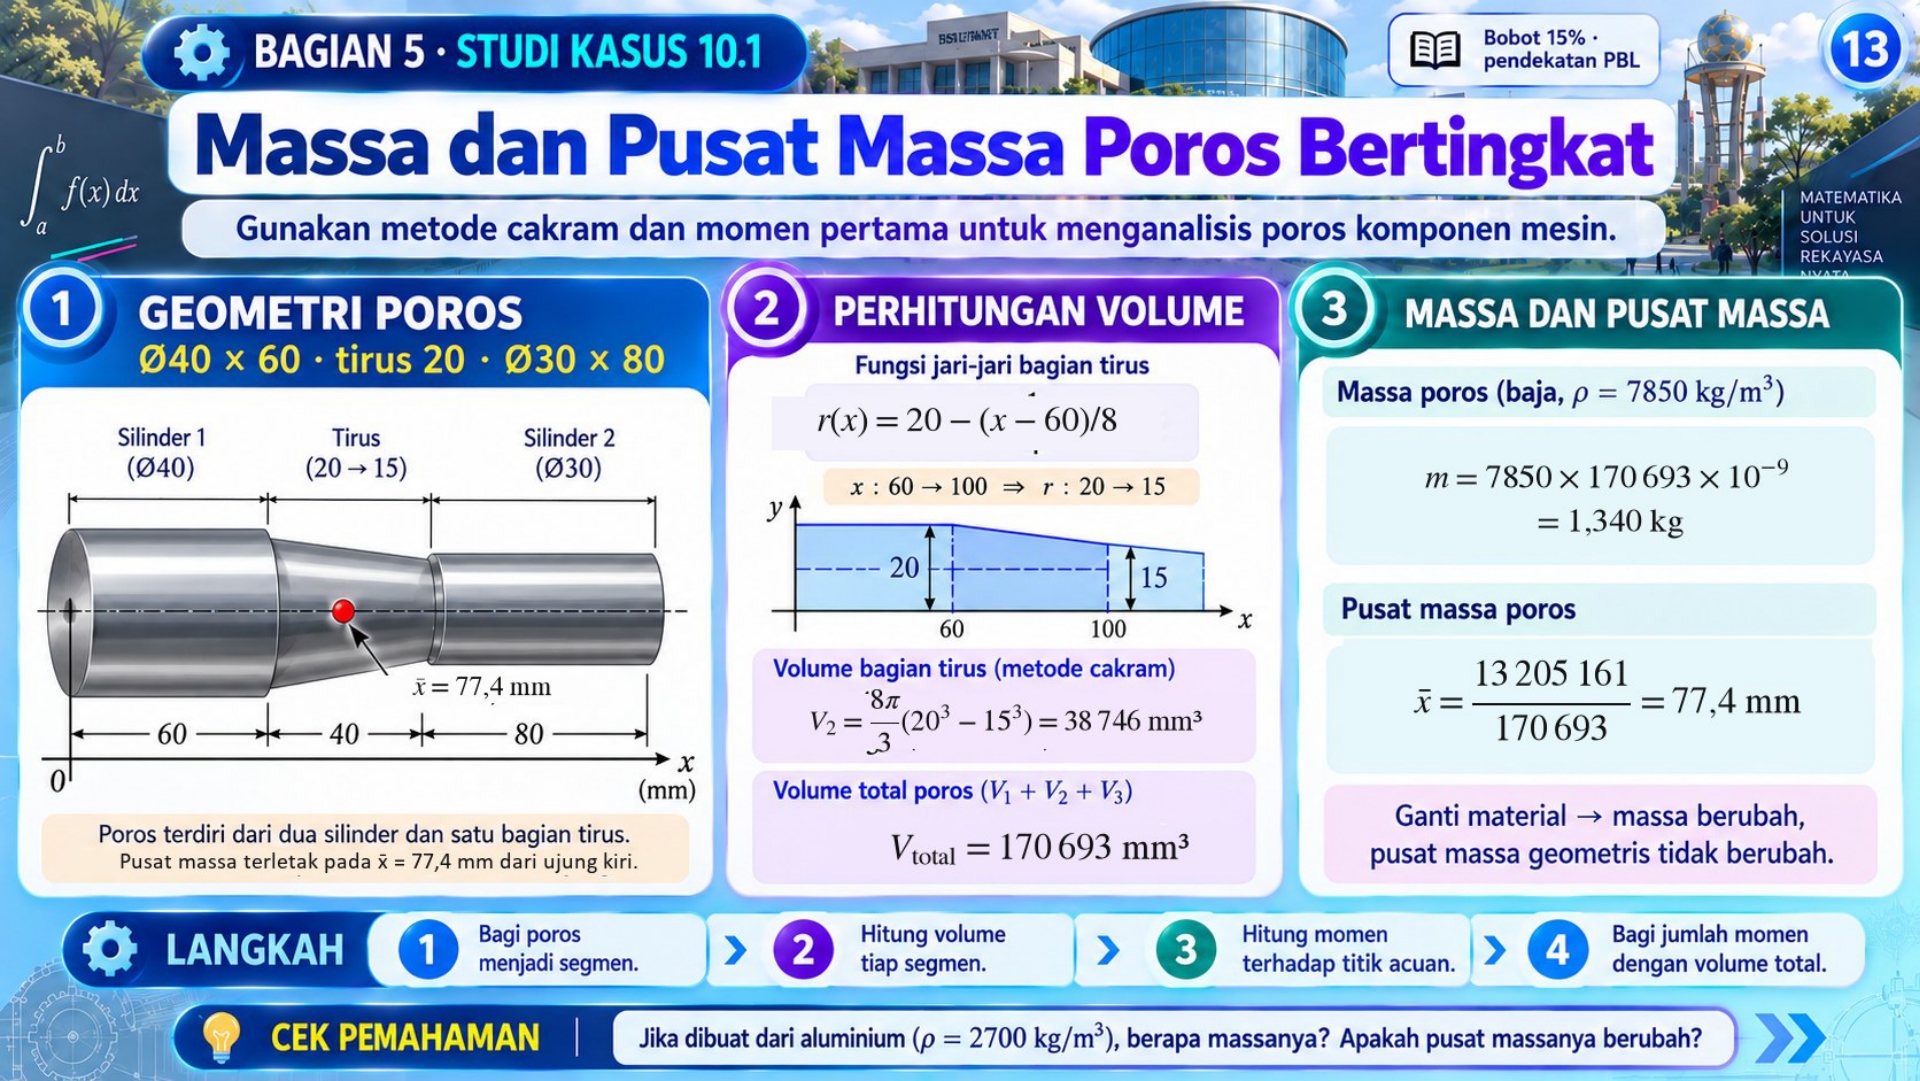 BAGIAN 5 · STUDI KASUS 10.1
Bobot 15% ·
pendekatan PBL
13
Massa dan Pusat Massa Poros Bertingkat
∫ₐᵇ f(x) dx
Gunakan metode cakram dan momen pertama untuk menganalisis poros komponen mesin.
MATEMATIKA
UNTUK
SOLUSI
REKAYASA
NYATA
1
GEOMETRI POROS
Ø40 × 60 · tirus 20 · Ø30 × 80
Silinder 1
(Ø40)
Tirus
(20 → 15)
Silinder 2
(Ø30)
x̄ = 77,4 mm
60
40
80
0
x
(mm)
Poros terdiri dari dua silinder dan satu bagian tirus.
Pusat massa terletak pada x̄ = 77,4 mm dari ujung kiri.
2
PERHITUNGAN VOLUME
Fungsi jari-jari bagian tirus
r(x) = 20 − (x − 60)/8
x : 60 → 100 ⇒ r : 20 → 15
y
20
15
60
100
x
Volume bagian tirus (metode cakram)
V₂ = 8π/3 (20³ − 15³) = 38 746 mm³
Volume total poros (V₁ + V₂ + V₃)
V_total = 170 693 mm³
3
MASSA DAN PUSAT MASSA
Massa poros (baja, ρ = 7850 kg/m³)
m = 7850 × 170 693 × 10⁻⁹
= 1,340 kg
Pusat massa poros
x̄ = 13 205 161 / 170 693 = 77,4 mm
Ganti material → massa berubah,
pusat massa geometris tidak berubah.
LANGKAH
1
Bagi poros
menjadi segmen.
2
Hitung volume
tiap segmen.
3
Hitung momen
terhadap titik acuan.
4
Bagi jumlah momen
dengan volume total.
CEK PEMAHAMAN
Jika dibuat dari aluminium (ρ = 2700 kg/m³), berapa massanya? Apakah pusat massanya berubah?